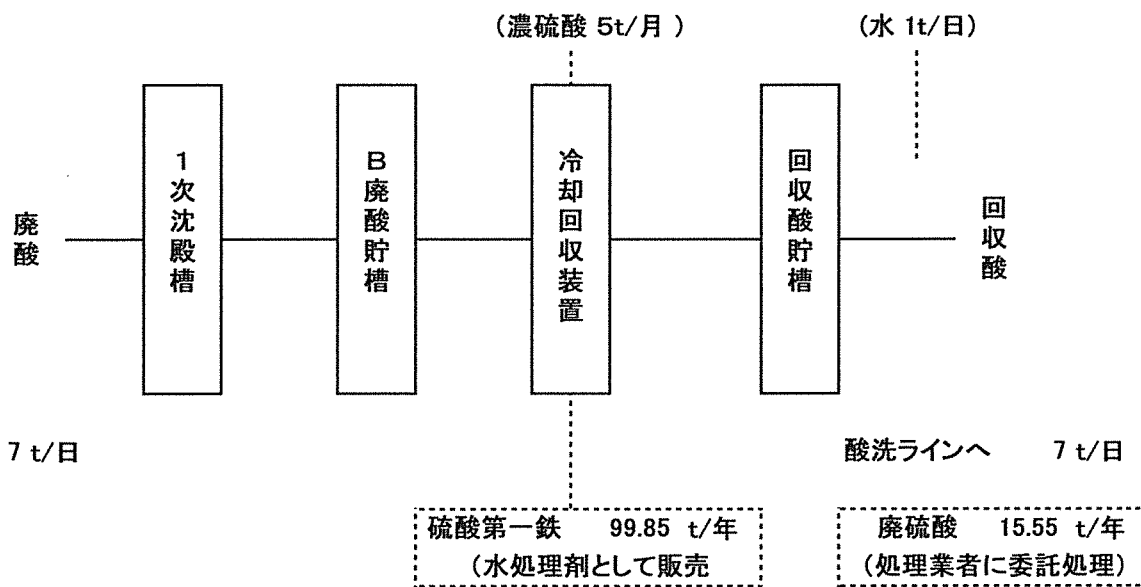 (濃硫酸 5t/月 )
(水 1t/日)
廃酸
1次沈殿槽
B廃酸貯槽
冷却回収装置
回収酸貯槽
回収酸
7 t/日
酸洗ラインへ 7 t/日
硫酸第一鉄 99.85 t/年
(水処理剤として販売
廃硫酸 15.55 t/年
(処理業者に委託処理)